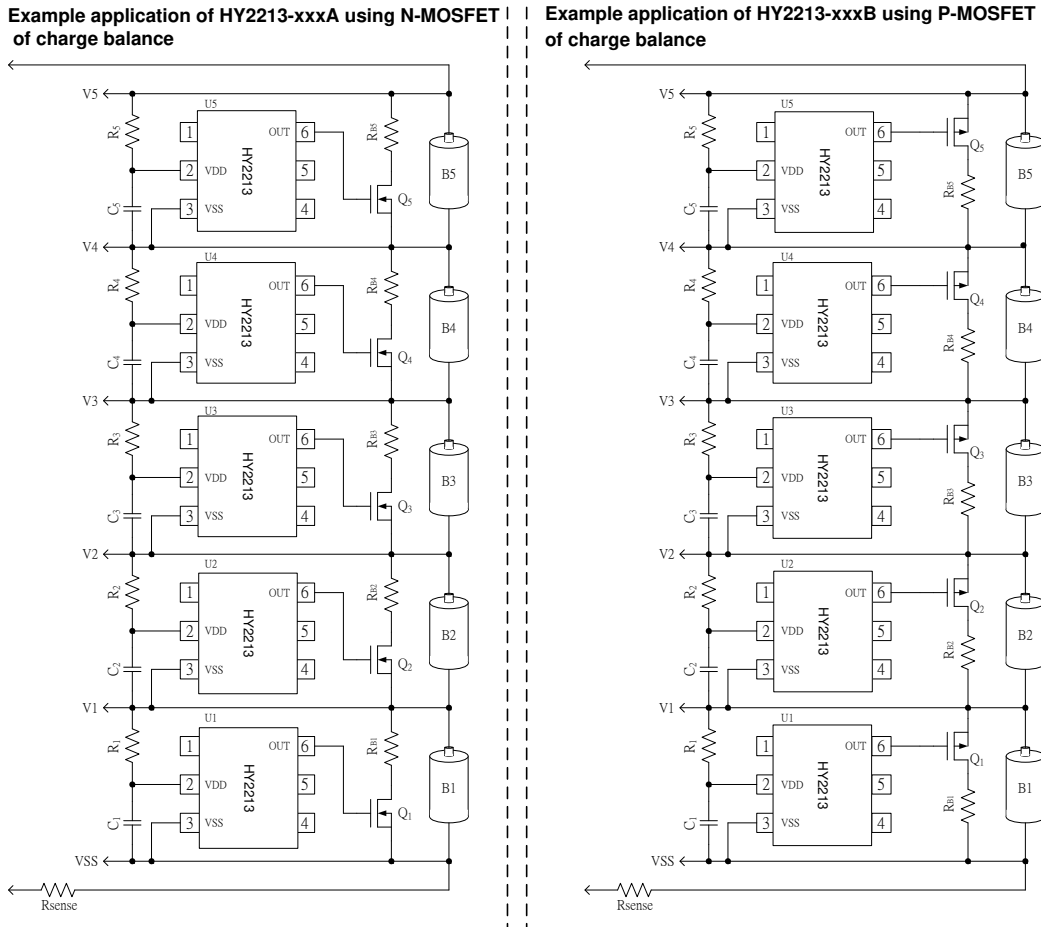 Example application of HY2213-xxxA using N-MOSFET
of charge balance
V5
R5
C5
U5
1
2 VDD
3 VSS
HY2213
OUT 6
5
4
RB5
Q5
B5
V4
R4
C4
U4
1
2 VDD
3 VSS
HY2213
OUT 6
5
4
RB4
Q4
B4
V3
R3
C3
U3
1
2 VDD
3 VSS
HY2213
OUT 6
5
4
RB3
Q3
B3
V2
R2
C2
U2
1
2 VDD
3 VSS
HY2213
OUT 6
5
4
RB2
Q2
B2
V1
R1
C1
U1
1
2 VDD
3 VSS
HY2213
OUT 6
5
4
RB1
Q1
B1
VSS
Rsense
Example application of HY2213-xxxB using P-MOSFET
of charge balance
V5
R5
C5
U5
1
2 VDD
3 VSS
HY2213
OUT 6
5
4
Q5
RB5
B5
V4
R4
C4
U4
1
2 VDD
3 VSS
HY2213
OUT 6
5
4
Q4
RB4
B4
V3
R3
C3
U3
1
2 VDD
3 VSS
HY2213
OUT 6
5
4
Q3
RB3
B3
V2
R2
C2
U2
1
2 VDD
3 VSS
HY2213
OUT 6
5
4
Q2
RB2
B2
V1
R1
C1
U1
1
2 VDD
3 VSS
HY2213
OUT 6
5
4
Q1
RB1
B1
VSS
Rsense